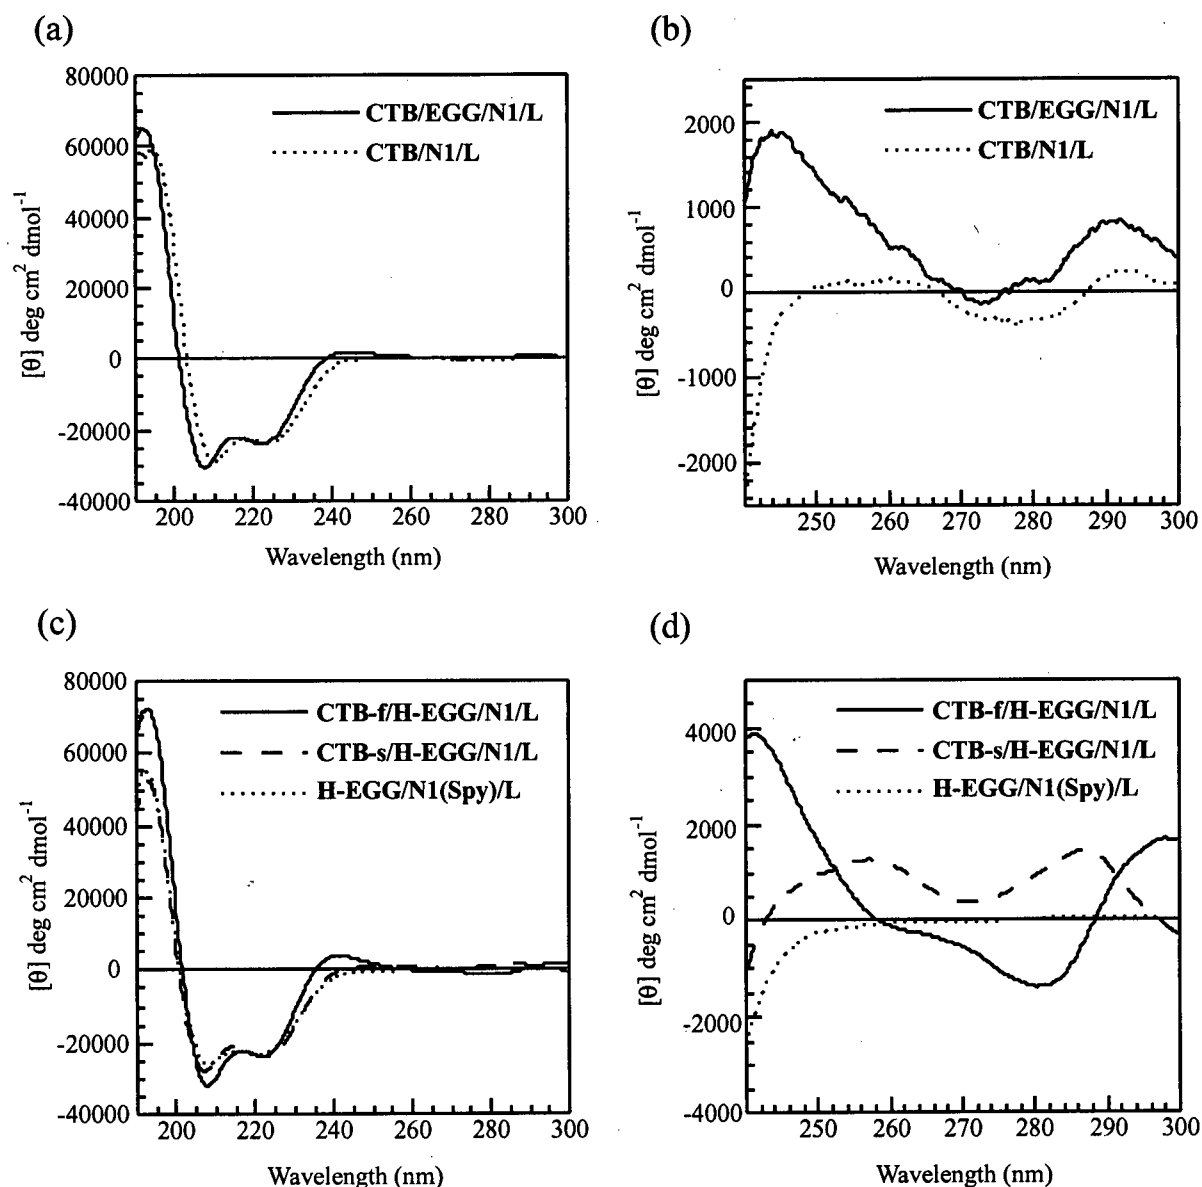 (a)
80000
60000
40000
20000
0
-20000
-40000
[θ] deg cm² dmol⁻¹
CTB/EGG/N1/L
CTB/N1/L
200 220 240 260 280 300
Wavelength (nm)
(b)
2000
1000
0
-1000
-2000
[θ] deg cm² dmol⁻¹
CTB/EGG/N1/L
CTB/N1/L
250 260 270 280 290 300
Wavelength (nm)
(c)
80000
60000
40000
20000
0
-20000
-40000
[θ] deg cm² dmol⁻¹
CTB-f/H-EGG/N1/L
CTB-s/H-EGG/N1/L
H-EGG/N1(Spy)/L
200 220 240 260 280 300
Wavelength (nm)
(d)
4000
2000
0
-2000
-4000
[θ] deg cm² dmol⁻¹
CTB-f/H-EGG/N1/L
CTB-s/H-EGG/N1/L
H-EGG/N1(Spy)/L
250 260 270 280 290 300
Wavelength (nm)